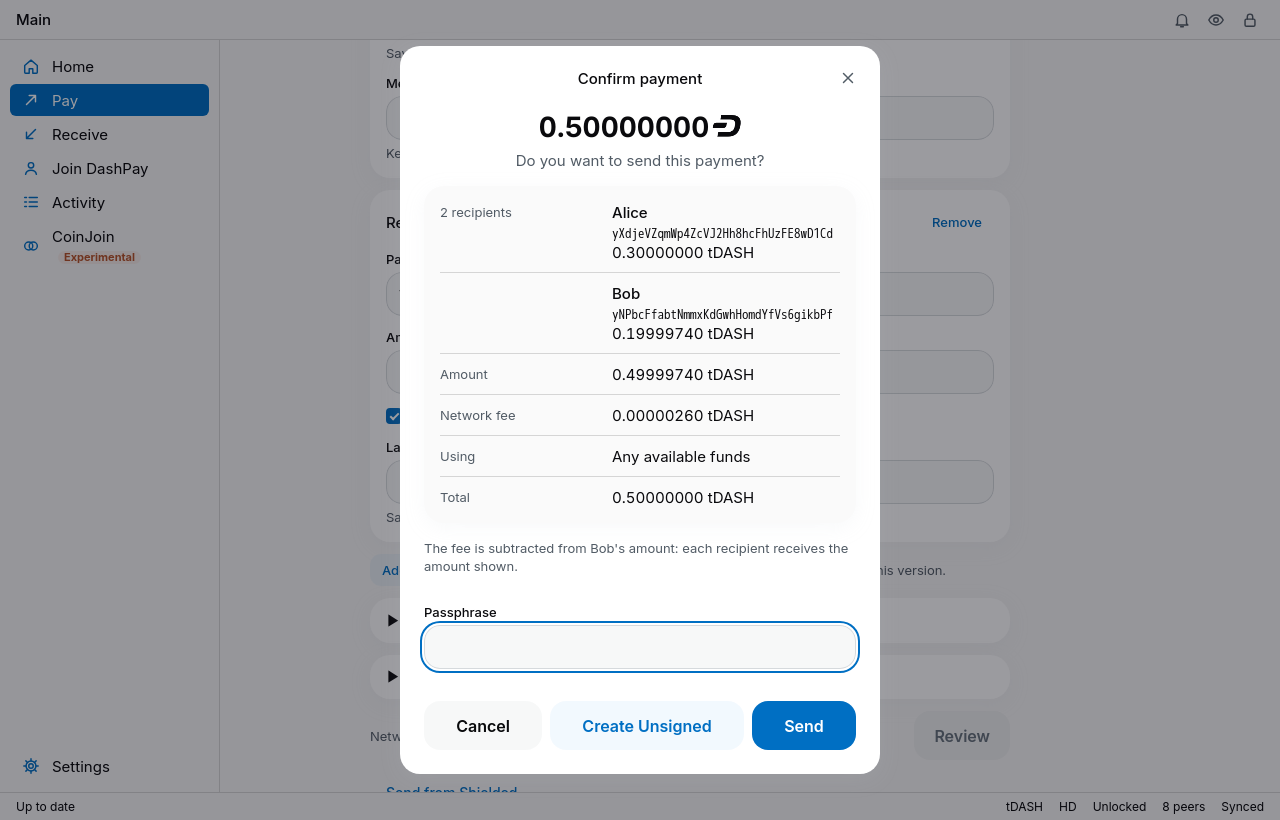 Main
Home
Pay
Receive
Join DashPay
Activity
CoinJoin
Experimental
Settings
Remove
Confirm payment
0.50000000
Do you want to send this payment?
2 recipients
Alice
yXdjeVZqmWp4ZcVJ2Hh8hcFhUzFE8wD1Cd
0.30000000 tDASH
Bob
yNPbcFfabtNmmxKdGwhHomdYfVs6gikbPf
0.19999740 tDASH
Amount 0.49999740 tDASH
Network fee 0.00000260 tDASH
Using Any available funds
Total 0.50000000 tDASH
The fee is subtracted from Bob's amount: each recipient receives the
amount shown.
Passphrase
Cancel Create Unsigned Send
version.
Review
Send from Shielded
Up to date tDASH HD Unlocked 8 peers Synced